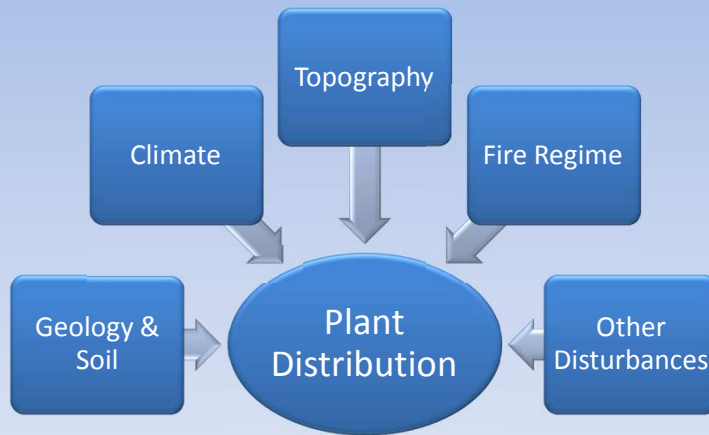 Topography
Climate
Fire Regime
Geology &
Soil
Plant
Distribution
Other
Disturbances